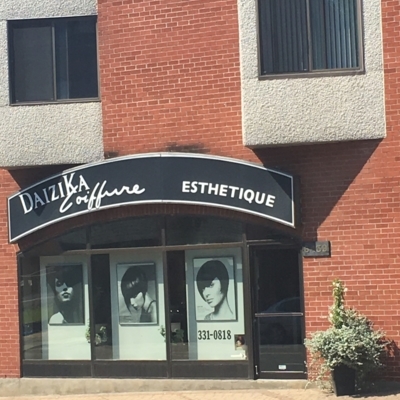 DAIZIKA
Coiffure
ESTHETIQUE
331-0818